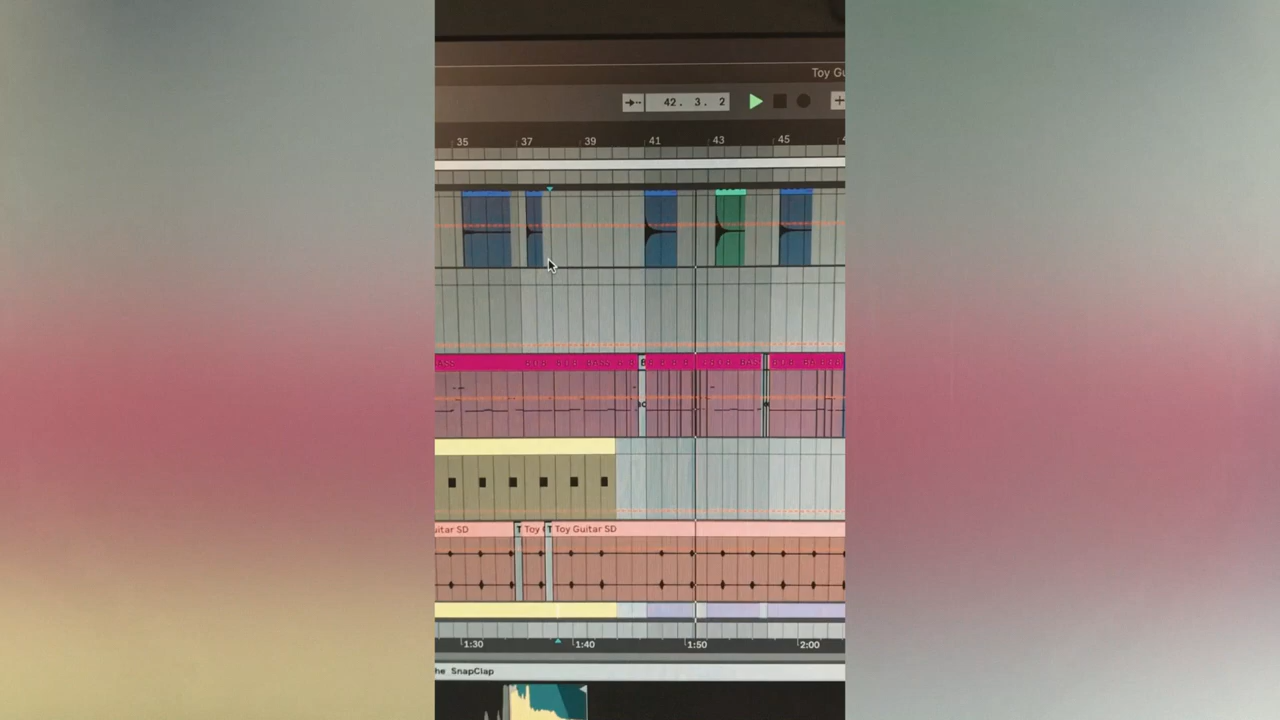 Toy Gu
42. 3. 2
35 37 39 41 43 45
BASS
uitar SD T Toy T Toy Guitar SD
1:30 1:40 1:50 2:00
he SnapClap